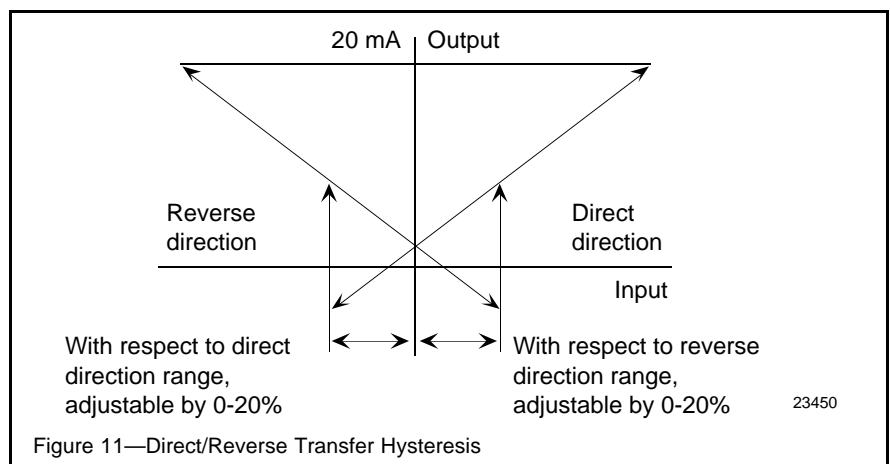 20 mA Output
Reverse
direction
Direct
direction
Input
With respect to direct
direction range,
adjustable by 0-20%
With respect to reverse
direction range,
adjustable by 0-20%
23450
Figure 11—Direct/Reverse Transfer Hysteresis